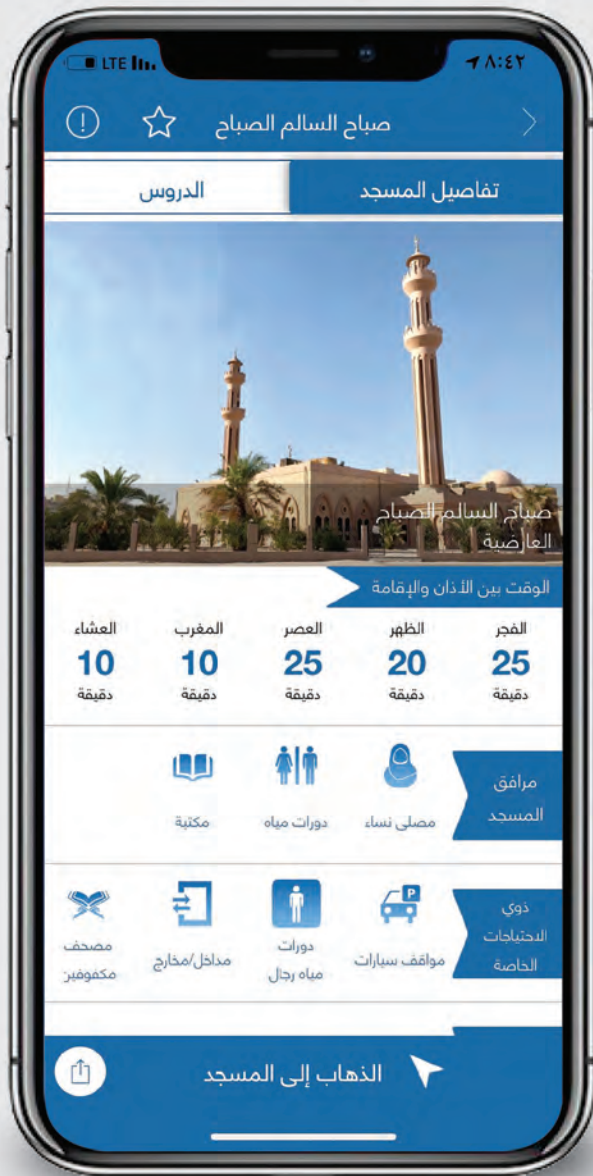 ٨:٤٢
LTE
صباح السالم الصباح
تفاصيل المسجد
الدروس
صباح السالم الصباح
العارضية
الوقت بين الأذان والإقامة
الفجر
الظهر
العصر
المغرب
العشاء
25
20
25
10
10
دقيقة
دقيقة
دقيقة
دقيقة
دقيقة
مرافق
المسجد
مصلى نساء
دورات مياه
مكتبة
ذوي
الاحتياجات
الخاصة
P
مواقف سيارات
دورات
مياه رجال
مداخل/مخارج
مصحف
مكفوفين
الذهاب إلى المسجد